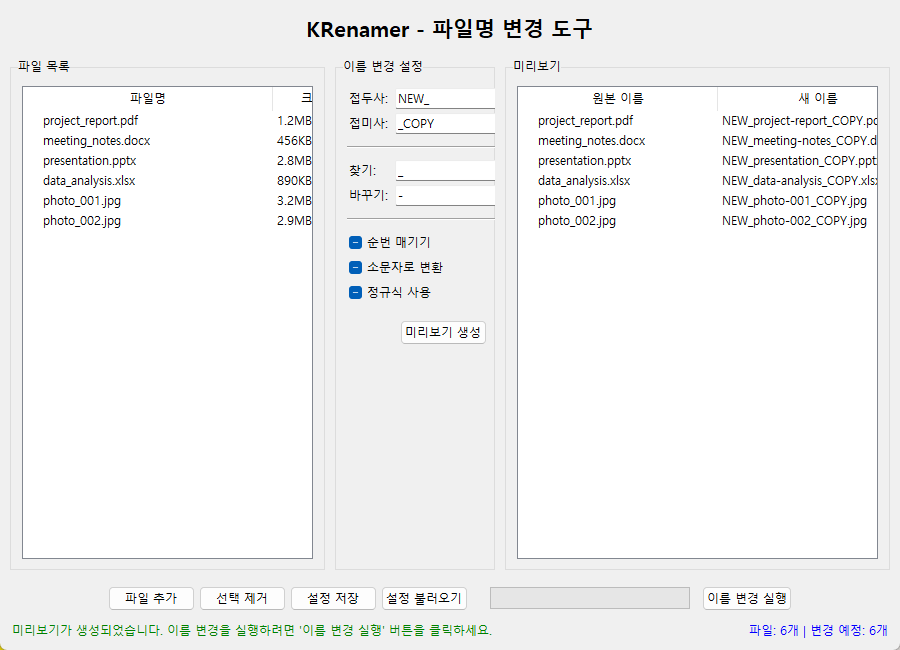 KRenamer - 파일명 변경 도구
파일 목록
파일명 크
project_report.pdf 1.2MB
meeting_notes.docx 456KB
presentation.pptx 2.8MB
data_analysis.xlsx 890KB
photo_001.jpg 3.2MB
photo_002.jpg 2.9MB
이름 변경 설정
접두사: NEW_
접미사: _COPY
찾기: _
바꾸기: -
순번 매기기
소문자로 변환
정규식 사용
미리보기 생성
미리보기
원본 이름 새 이름
project_report.pdf NEW_project-report_COPY.pd
meeting_notes.docx NEW_meeting-notes_COPY.d
presentation.pptx NEW_presentation_COPY.ppt
data_analysis.xlsx NEW_data-analysis_COPY.xls
photo_001.jpg NEW_photo-001_COPY.jpg
photo_002.jpg NEW_photo-002_COPY.jpg
파일 추가 선택 제거 설정 저장 설정 불러오기 이름 변경 실행
미리보기가 생성되었습니다. 이름 변경을 실행하려면 '이름 변경 실행' 버튼을 클릭하세요. 파일: 6개 | 변경 예정: 6개